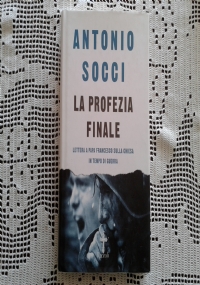 ANTONIO
SOCCI
LA PROFEZIA
FINALE
LETTERA A PAPA FRANCESCO SULLA CHIESA
IN TEMPO DI GUERRA